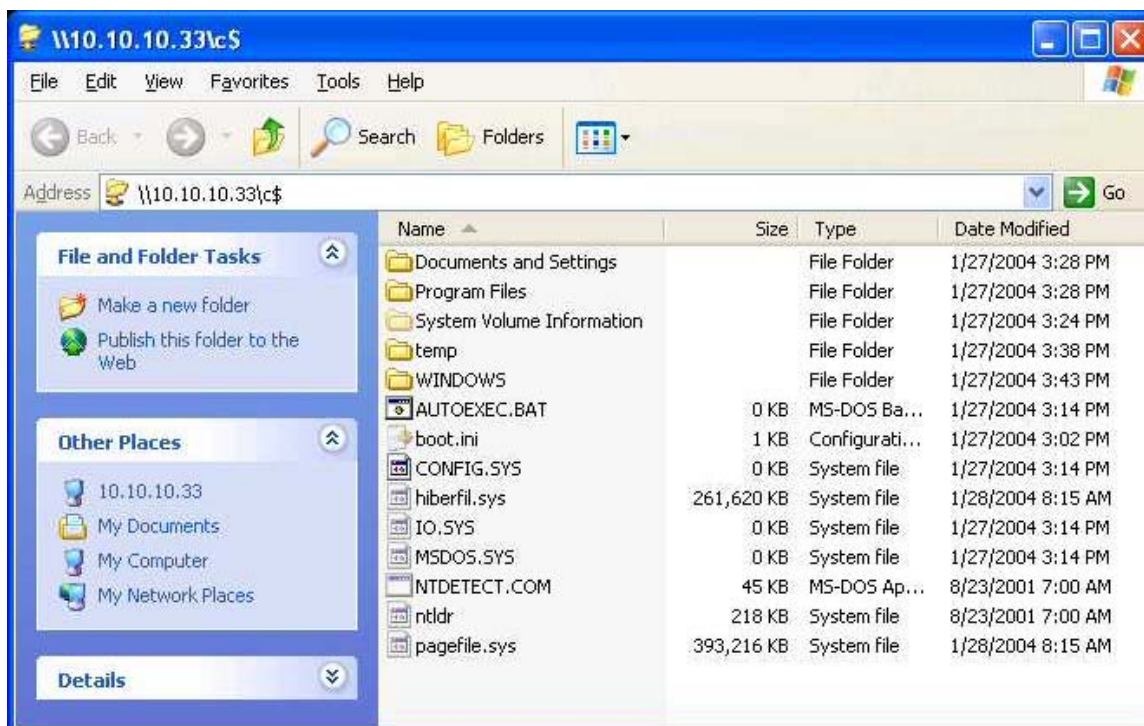 \\10.10.10.33\c$
File Edit View Favorites Tools Help
Back Search Folders
Address \\10.10.10.33\c$ Go
Name Size Type Date Modified
File and Folder Tasks
Make a new folder
Publish this folder to the
Web
Other Places
10.10.10.33
My Documents
My Computer
My Network Places
Details
Documents and Settings File Folder 1/27/2004 3:28 PM
Program Files File Folder 1/27/2004 3:28 PM
System Volume Information File Folder 1/27/2004 3:24 PM
temp File Folder 1/27/2004 3:38 PM
WINDOWS File Folder 1/27/2004 3:43 PM
AUTOEXEC.BAT 0 KB MS-DOS Ba... 1/27/2004 3:14 PM
boot.ini 1 KB Configurati... 1/27/2004 3:02 PM
CONFIG.SYS 0 KB System file 1/27/2004 3:14 PM
hiberfil.sys 261,620 KB System file 1/28/2004 8:15 AM
IO.SYS 0 KB System file 1/27/2004 3:14 PM
MSDOS.SYS 0 KB System file 1/27/2004 3:14 PM
NTDETECT.COM 45 KB MS-DOS Ap... 8/23/2001 7:00 AM
ntldr 218 KB System file 8/23/2001 7:00 AM
pagefile.sys 393,216 KB System file 1/28/2004 8:15 AM